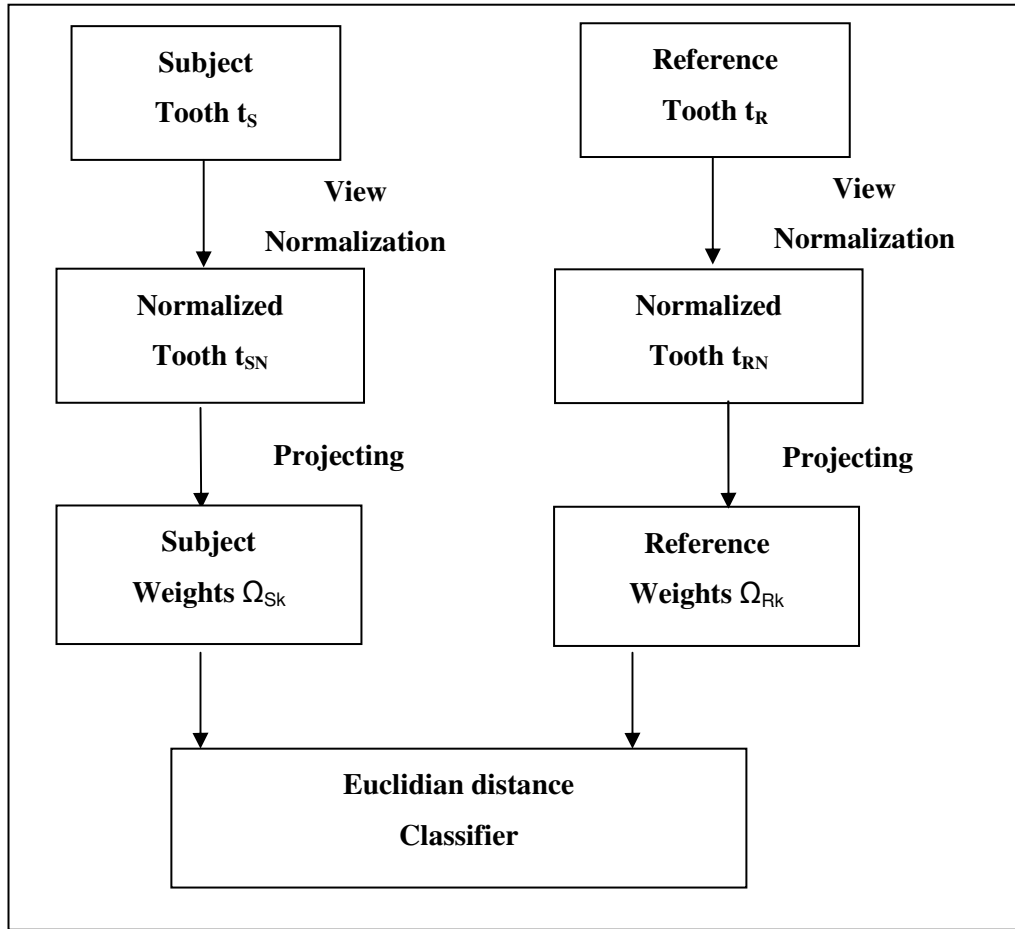 Subject
Tooth tS
Reference
Tooth tR
View
Normalization
View
Normalization
Normalized
Tooth tSN
Normalized
Tooth tRN
Projecting
Projecting
Subject
Weights ΩSk
Reference
Weights ΩRk
Euclidian distance
Classifier